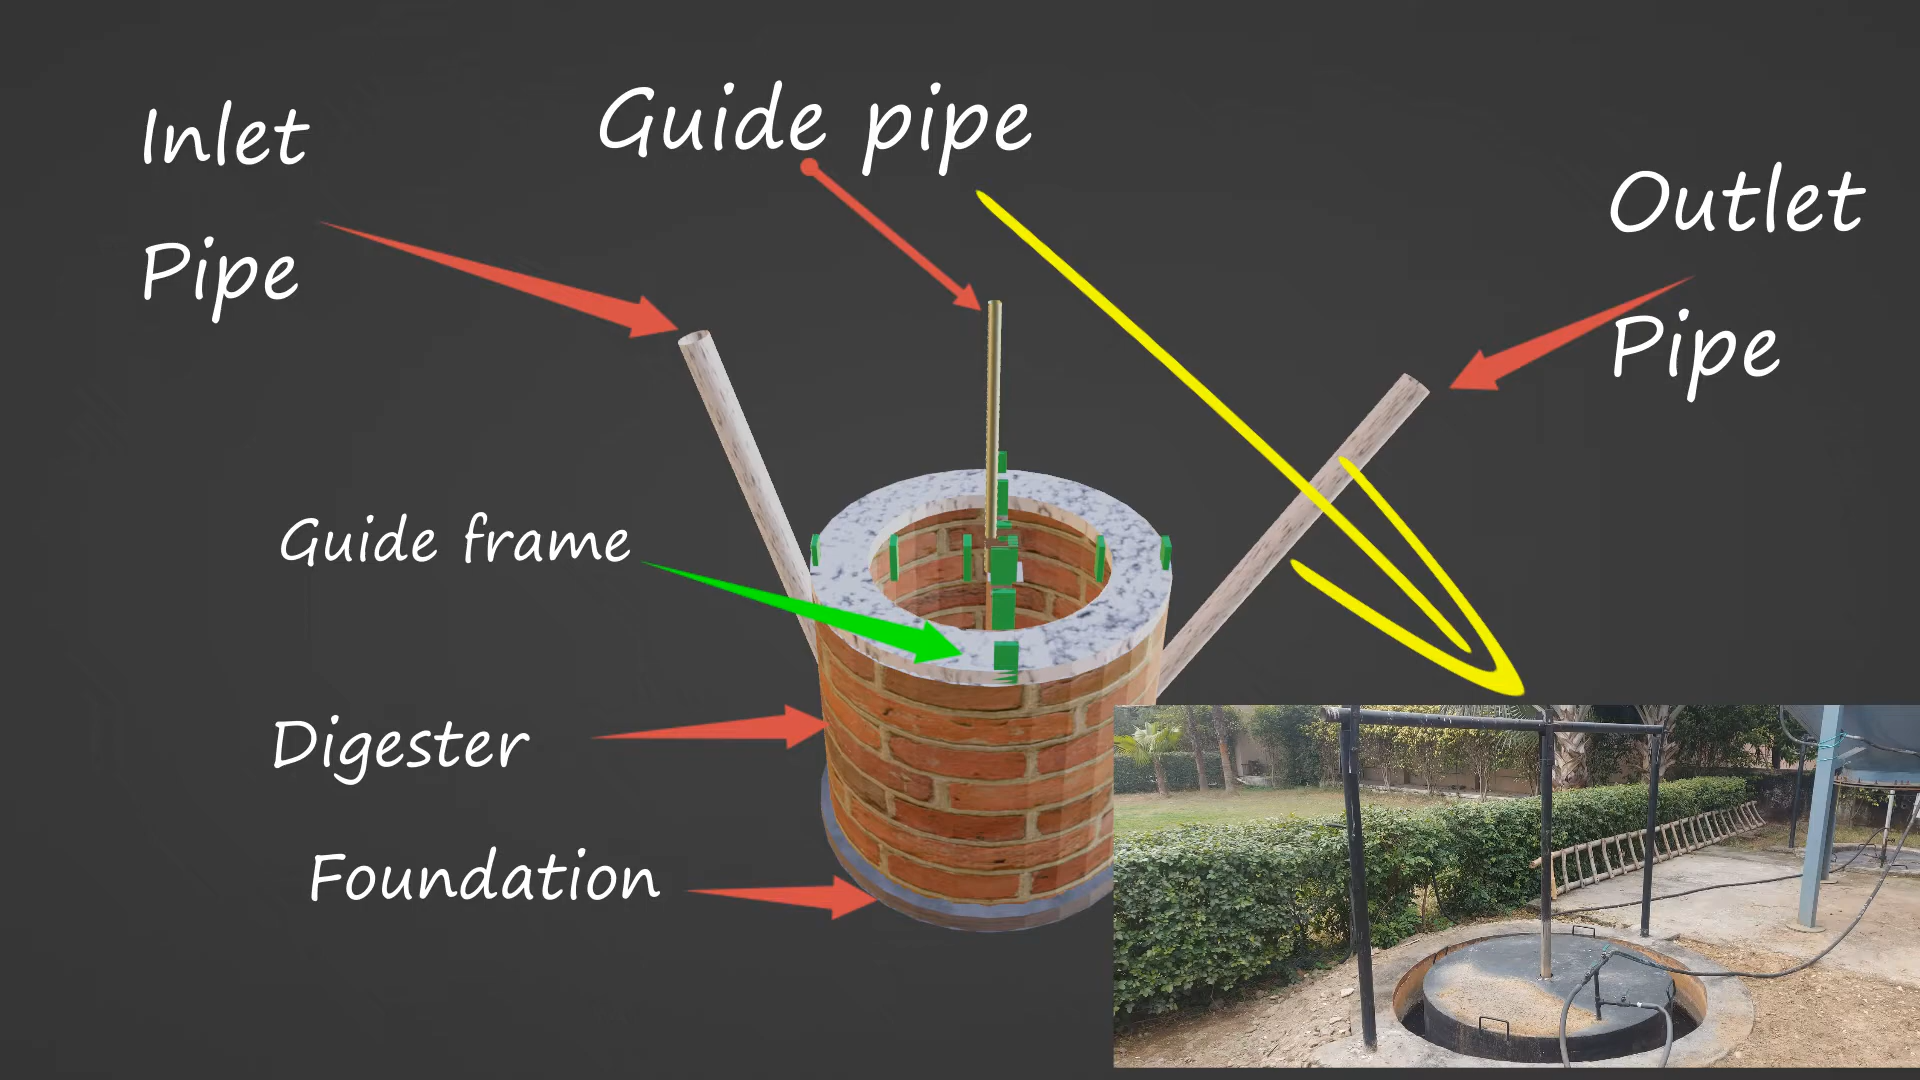 Inlet
Pipe
Guide pipe
Outlet
Pipe
Guide frame
Digester
Foundation